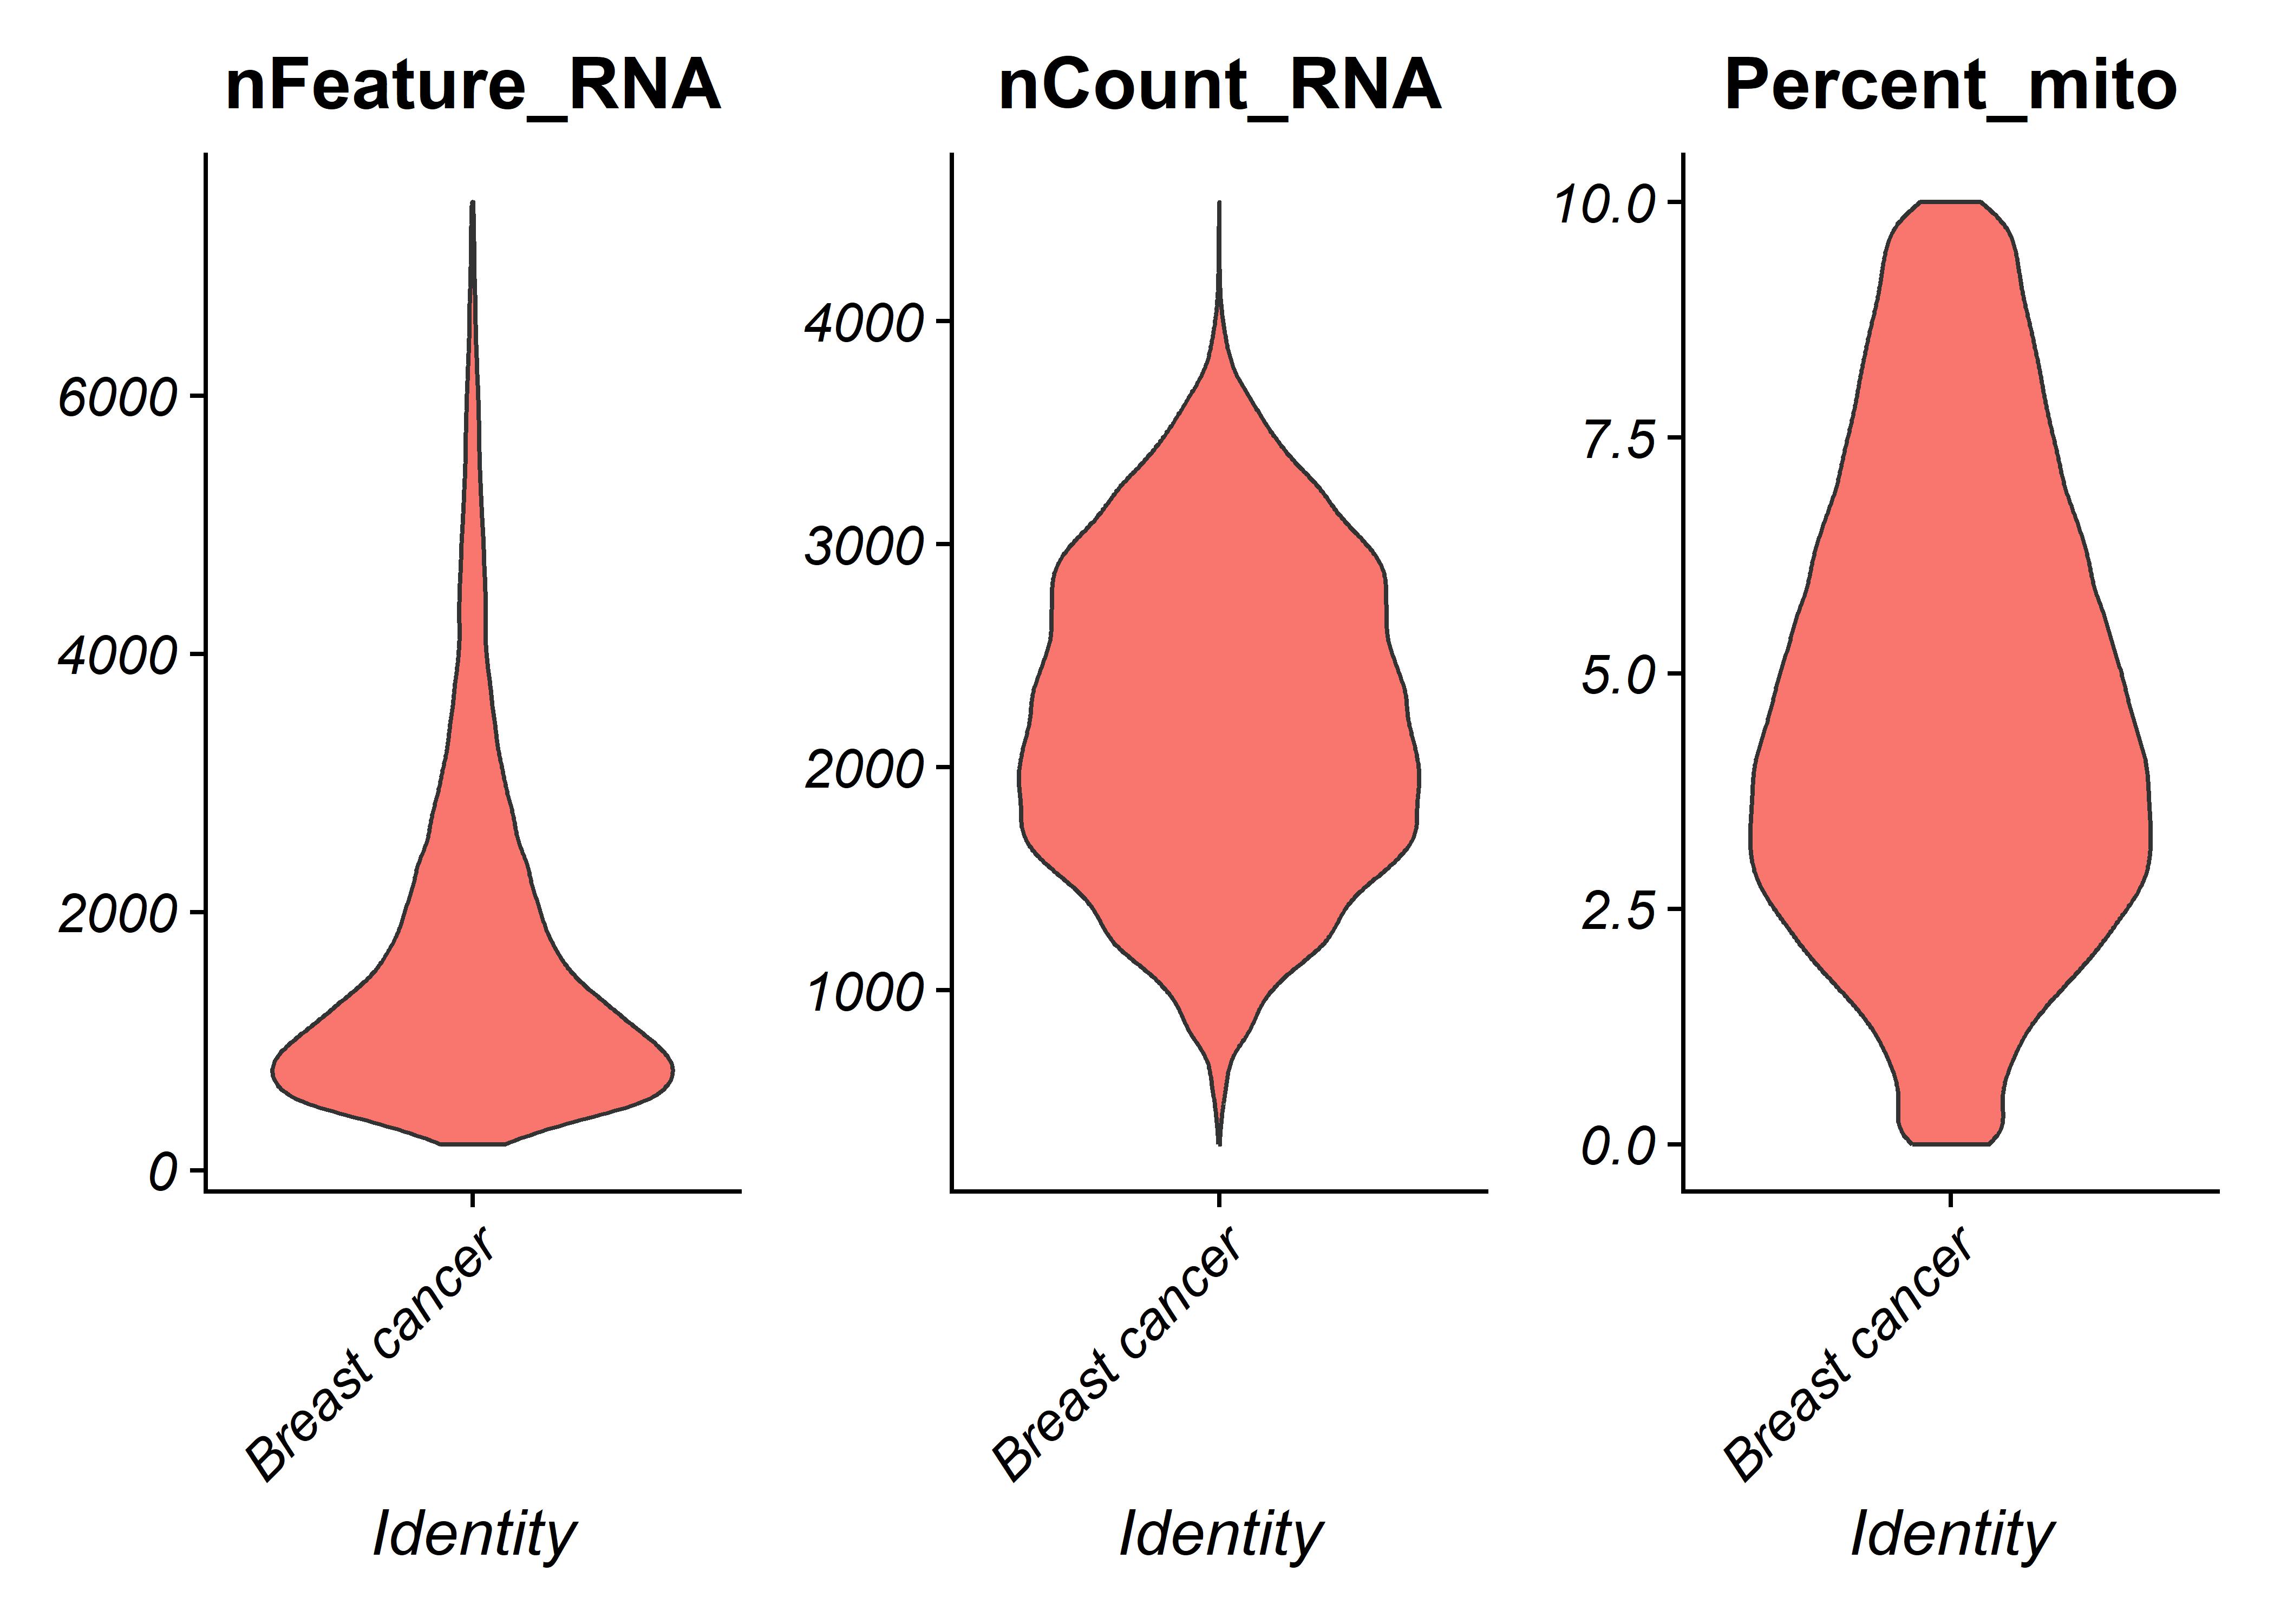 nFeature_RNA
6000
4000
2000
0
Breast cancer
Identity
nCount_RNA
4000
3000
2000
1000
Breast cancer
Identity
Percent_mito
10.0
7.5
5.0
2.5
0.0
Breast cancer
Identity